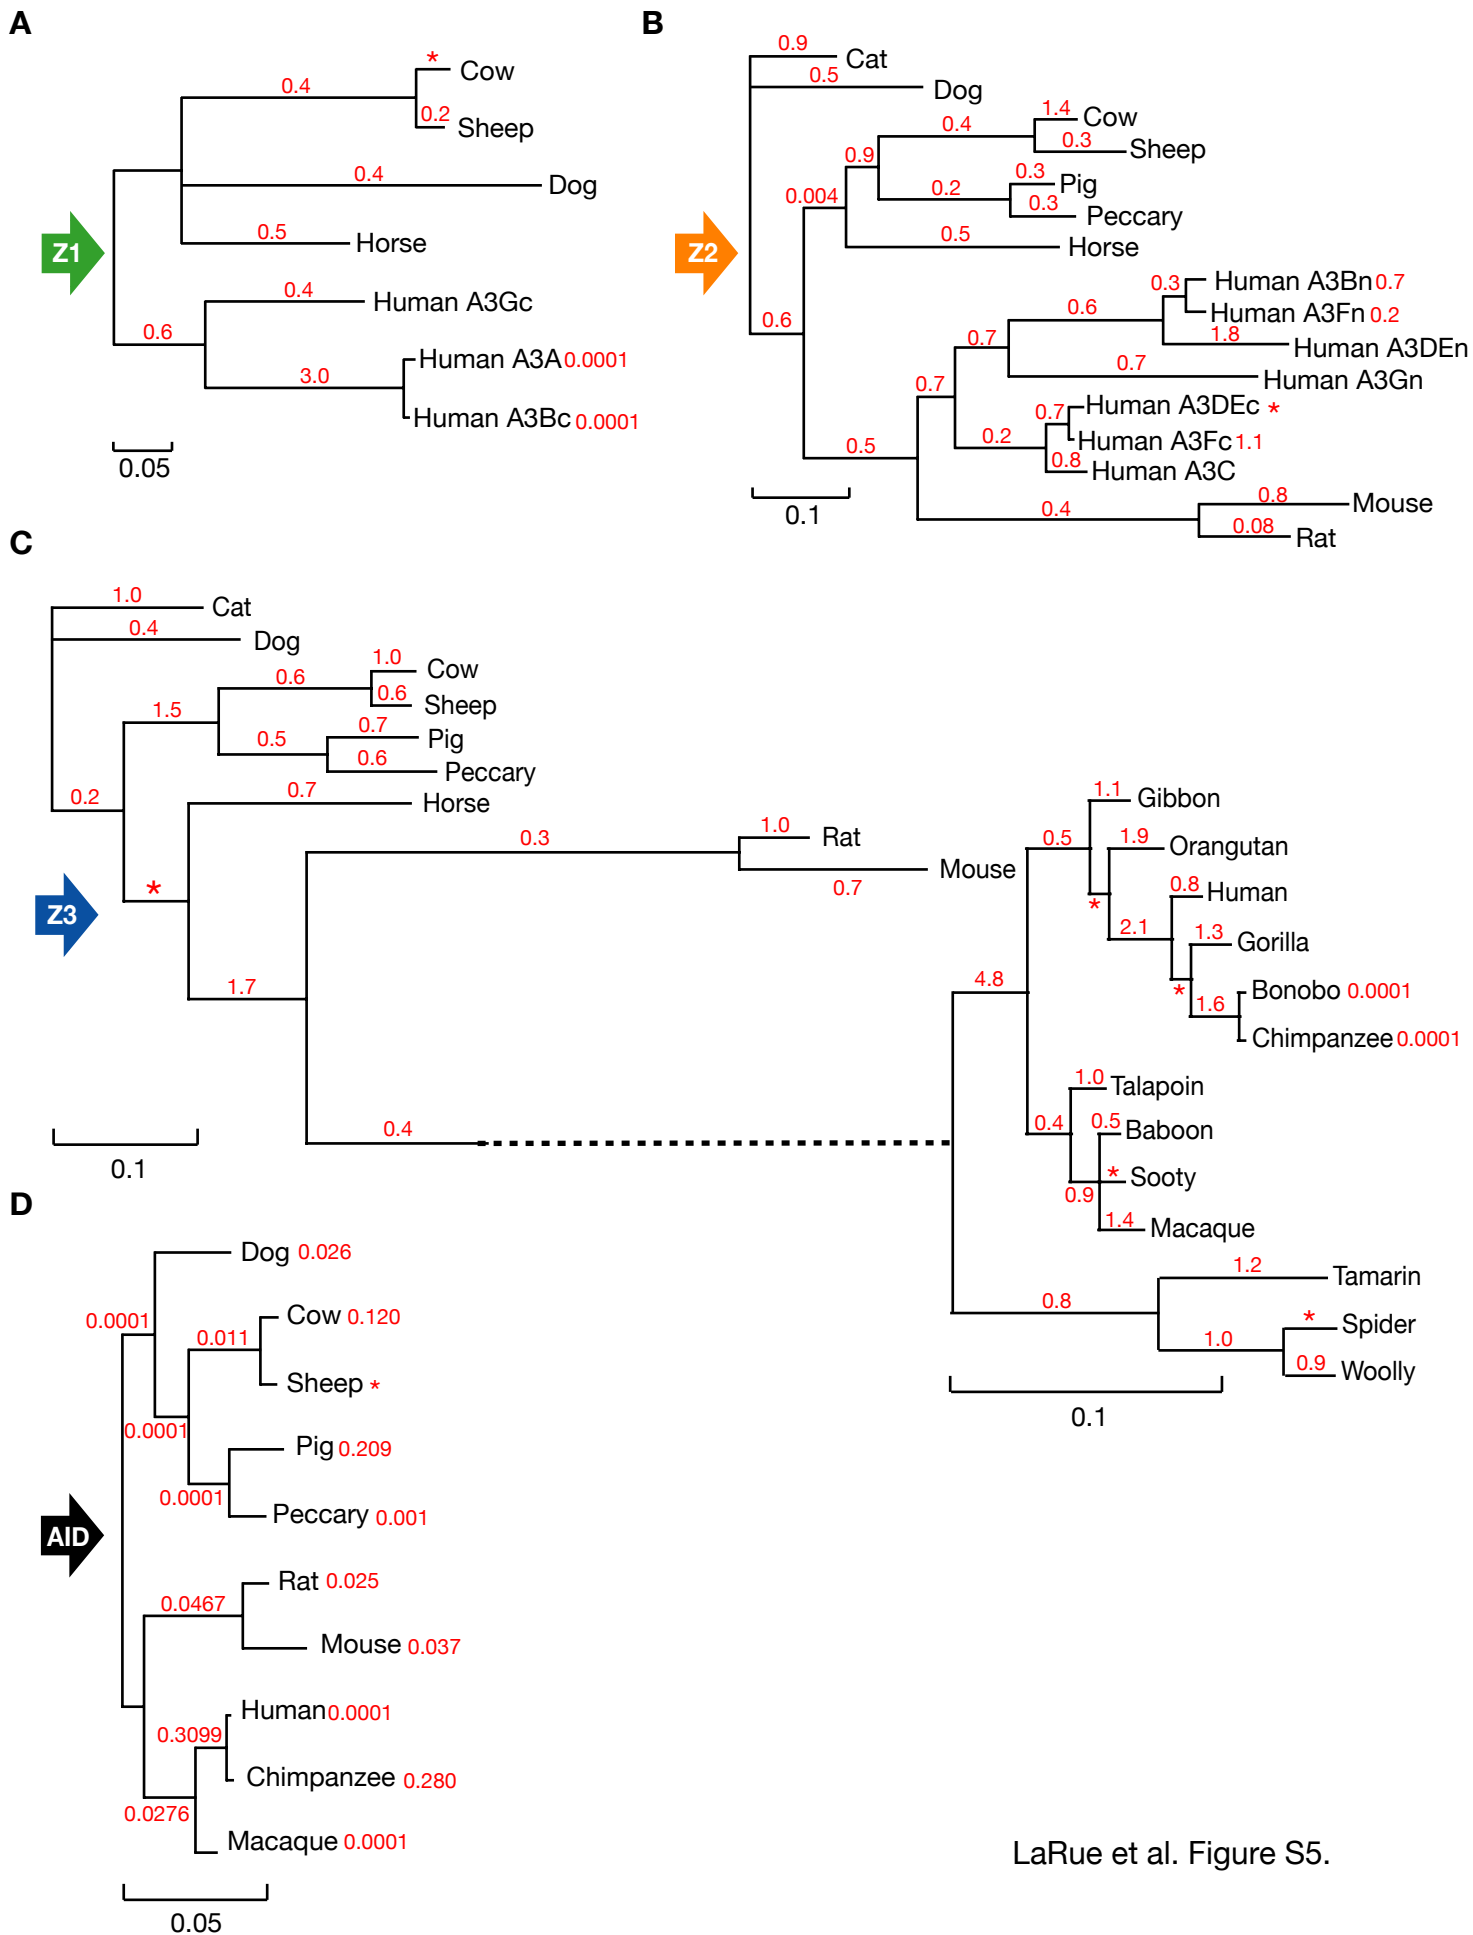 A
*
Cow
0.4
0.2
Sheep
0.4
Dog
Z1
0.5
Horse
0.4
Human A3Gc
0.6
Human A3A 0.0001
3.0
Human A3Bc 0.0001
0.05
B
0.9
Cat
0.5
Dog
1.4
Cow
0.4
0.3
Sheep
0.9
0.3
Pig
0.004
0.2
0.3
Peccary
Z2
0.5
Horse
0.3
Human A3Bn 0.7
0.6
Human A3Fn 0.2
0.6
1.8
Human A3DEn
0.7
0.7
Human A3Gn
0.7
0.7
Human A3DEc *
0.2
Human A3Fc 1.1
0.5
0.8
Human A3C
0.8
Mouse
0.4
0.08
Rat
0.1
C
1.0
Cat
0.4
Dog
1.0
Cow
0.6
0.6
Sheep
1.5
0.7
Pig
0.5
0.6
Peccary
0.2
0.7
Horse
1.0
Rat
0.3
Mouse
0.7
*
Z3
1.7
0.4
0.1
1.1
Gibbon
0.5
1.9
Orangutan
0.8
Human
*
2.1
1.3
Gorilla
4.8
*
1.6
Bonobo 0.0001
Chimpanzee 0.0001
1.0
Talapoin
0.4
0.5
Baboon
*
Sooty
0.9
1.4
Macaque
1.2
Tamarin
0.8
*
Spider
1.0
0.9
Woolly
0.1
D
Dog 0.026
0.0001
Cow 0.120
0.011
Sheep *
0.0001
Pig 0.209
0.0001
Peccary 0.001
AID
Rat 0.025
0.0467
Mouse 0.037
Human 0.0001
0.3099
Chimpanzee 0.280
0.0276
Macaque 0.0001
0.05
LaRue et al. Figure S5.